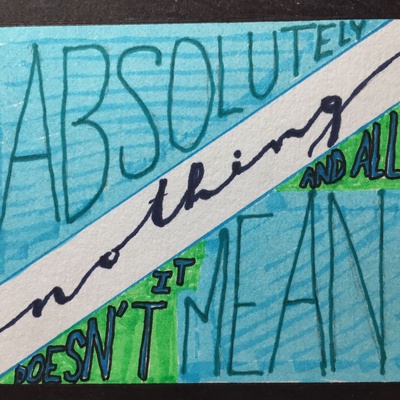 ABSOLUTELY
nothing
AND ALL
IT
DOESN'T MEAN